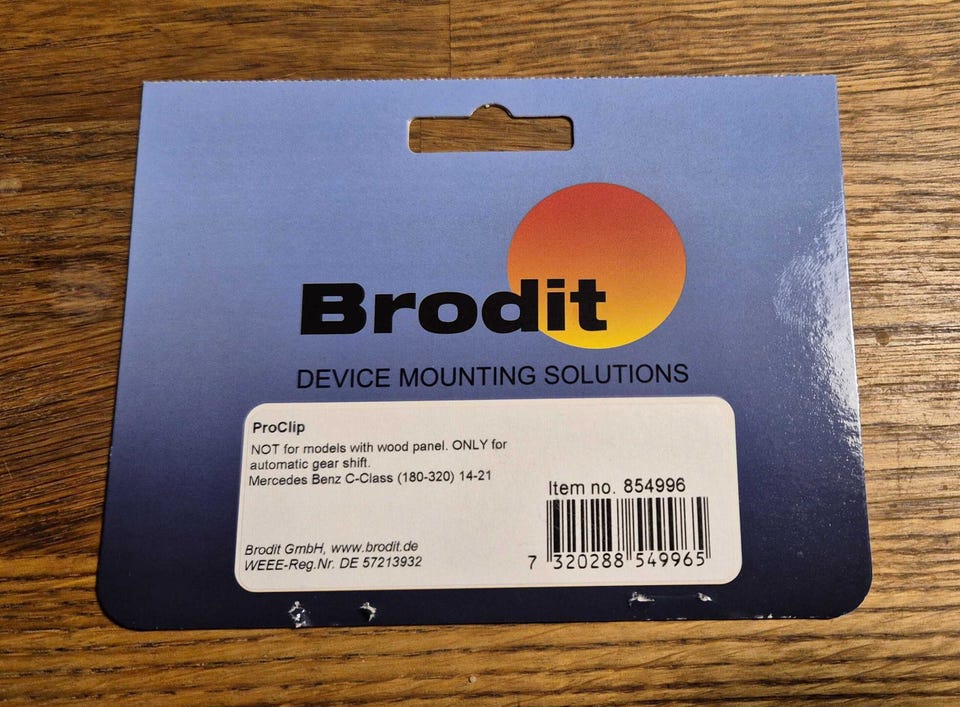 Brodit
DEVICE MOUNTING SOLUTIONS
ProClip
NOT for models with wood panel. ONLY for
automatic gear shift.
Mercedes Benz C-Class (180-320) 14-21
Item no. 854996
Brodit GmbH, www.brodit.de
WEEE-Reg.Nr. DE 57213932
7 320288 549965